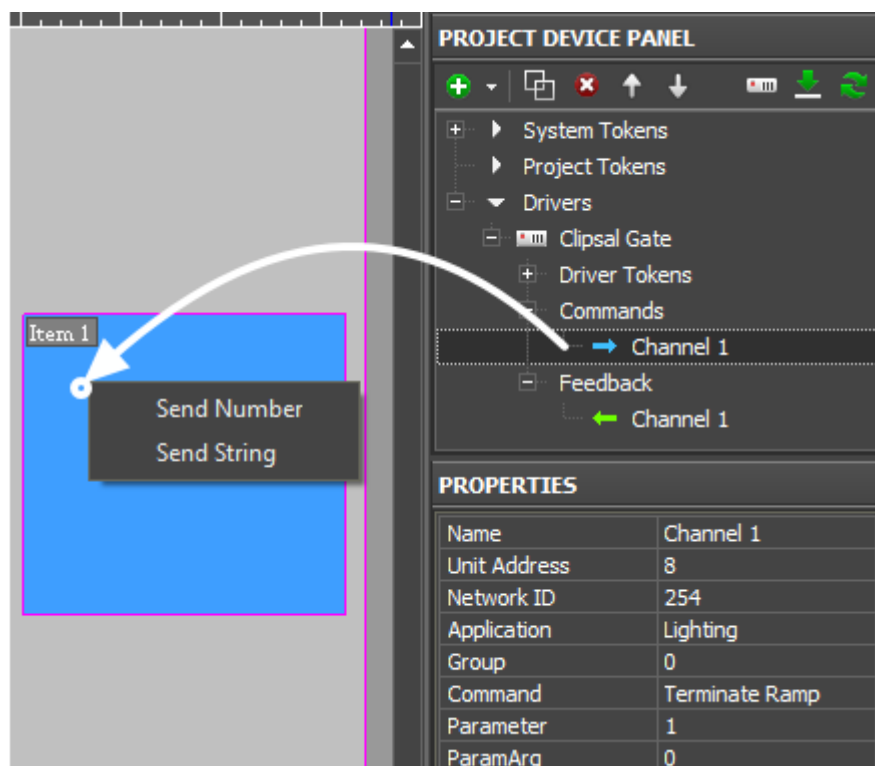 PROJECT DEVICE PANEL
System Tokens
Project Tokens
Drivers
Clipsal Gate
Driver Tokens
Commands
Channel 1
Feedback
Channel 1
Item 1
Send Number
Send String
PROPERTIES
Name Channel 1
Unit Address 8
Network ID 254
Application Lighting
Group 0
Command Terminate Ramp
Parameter 1
ParamArg 0